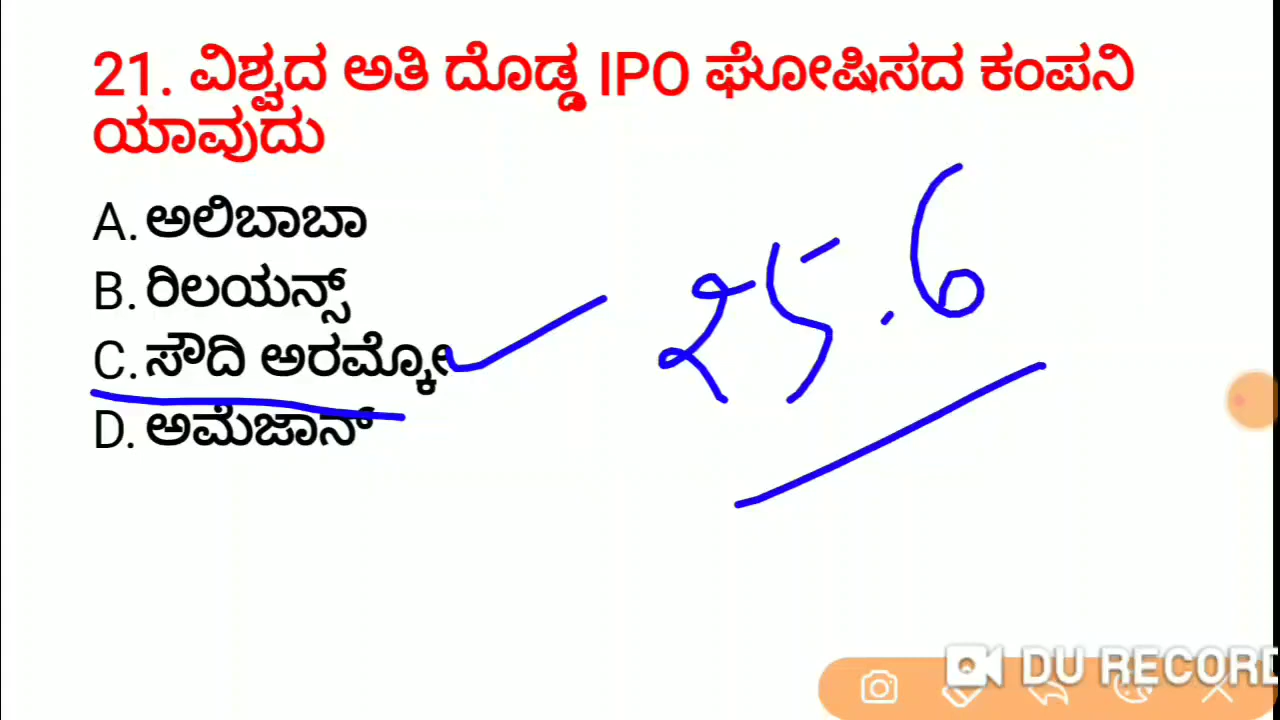 21. ವಿಶ್ವದ ಅತಿ ದೊಡ್ಡ IPO ಘೋಷಿಸದ ಕಂಪನಿ
ಯಾವುದು
A. ಅಲಿಬಾಬಾ
B. ರಿಲಯನ್ಸ್
C. ಸೌದಿ ಅರಮ್ಕೋ
D. ಅಮೆಜಾನ್
25.6
DU RECORD